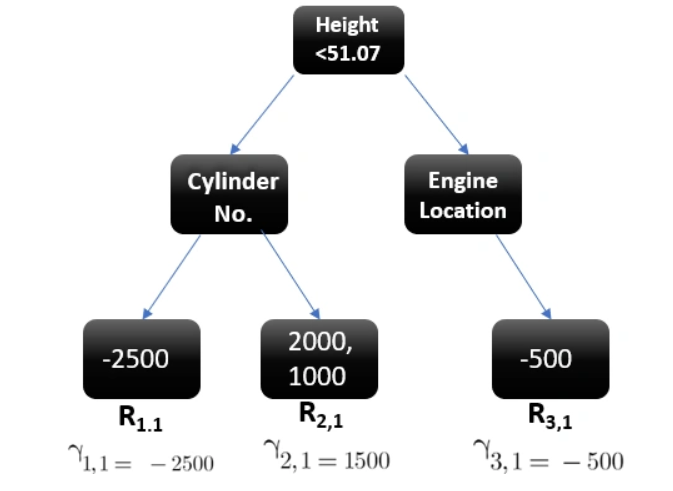 Height
<51.07
Cylinder
No.
Engine
Location
-2500
2000,
1000
-500
R1.1
R2,1
R3,1
γ1,1 = −2500
γ2,1 = 1500
γ3,1 = −500